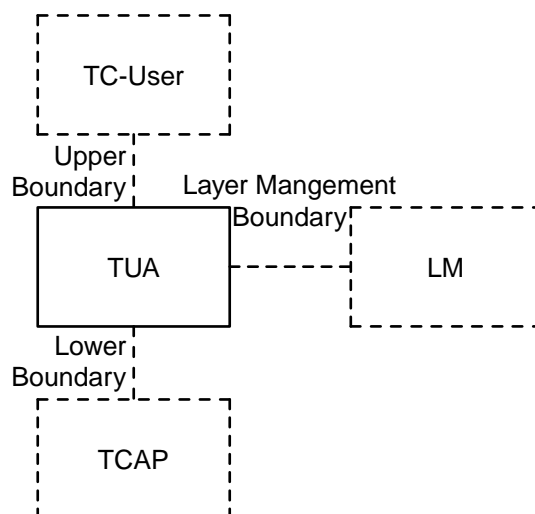 TC-User
Upper
Boundary
Layer Mangement
Boundary
TUA
LM
Lower
Boundary
TCAP